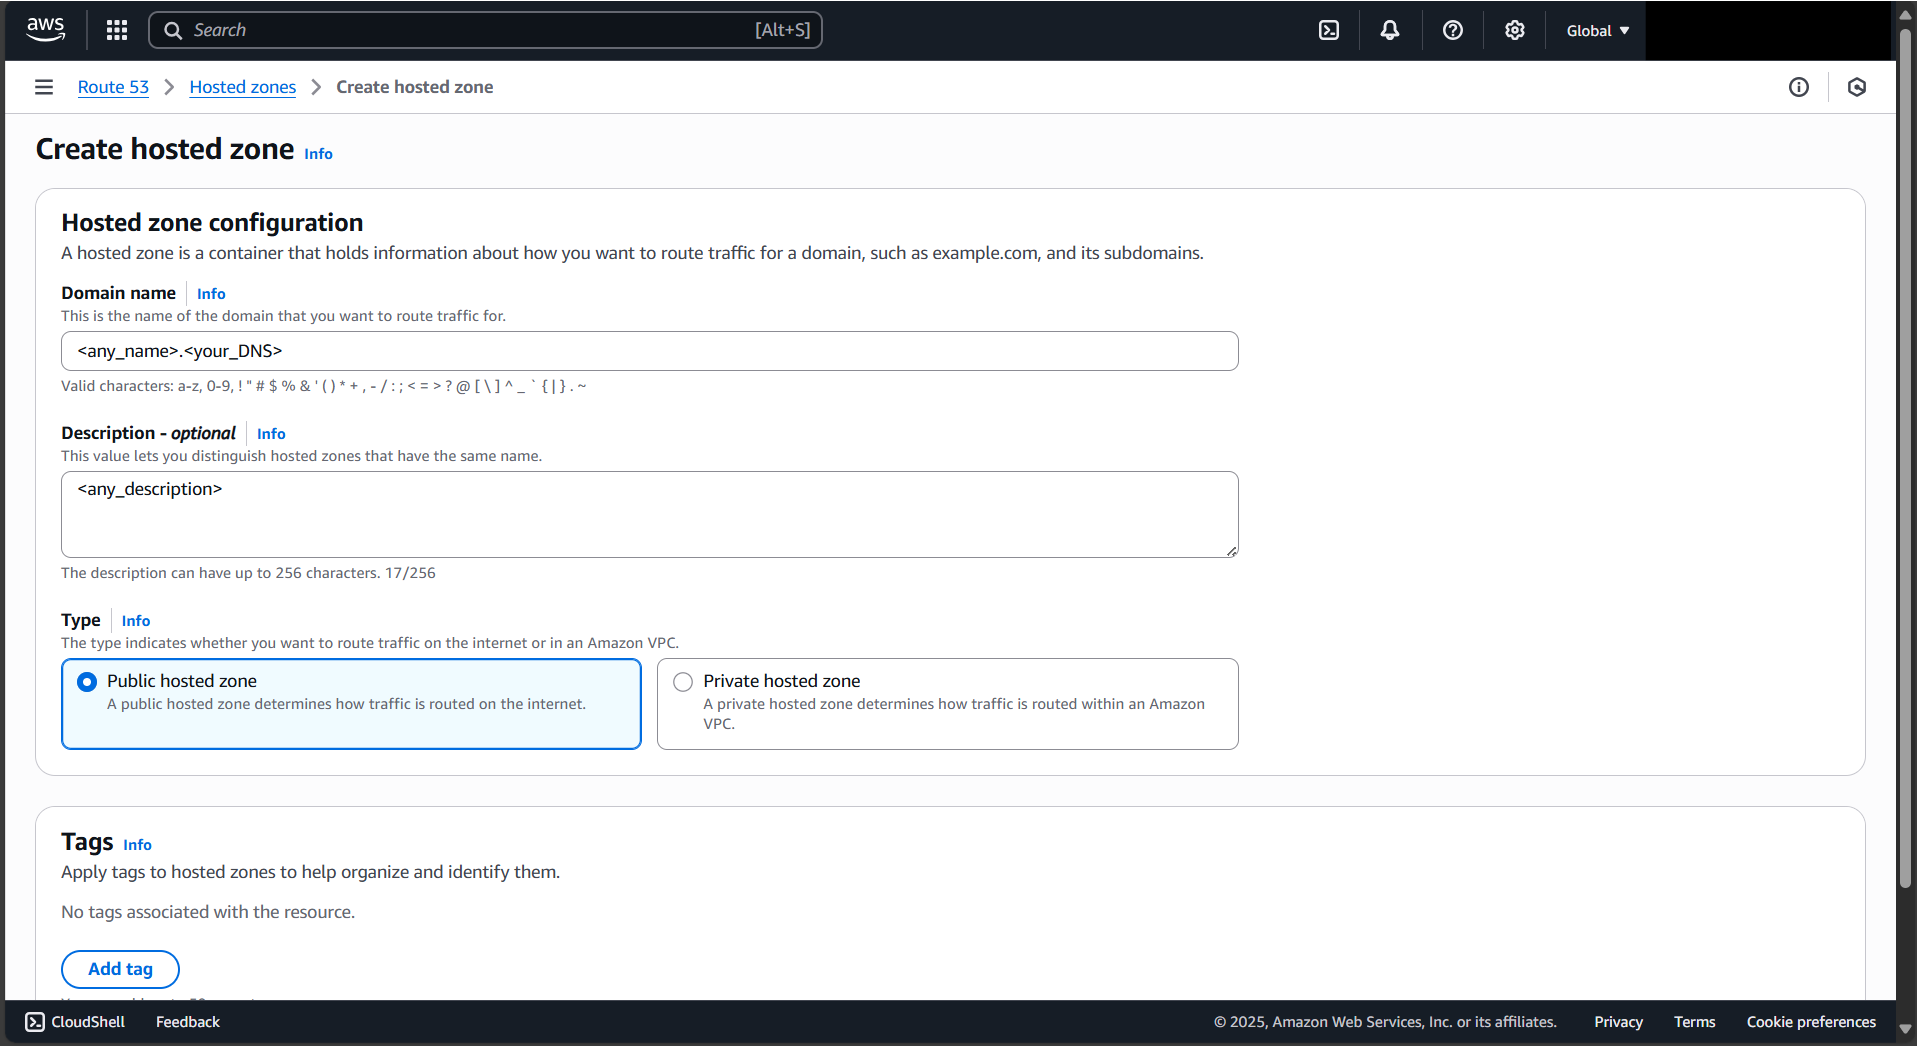 aws
Search [Alt+S]
Global
Route 53 Hosted zones Create hosted zone
Create hosted zone Info
Hosted zone configuration
A hosted zone is a container that holds information about how you want to route traffic for a domain, such as example.com, and its subdomains.
Domain name Info
This is the name of the domain that you want to route traffic for.
<any_name>.<your_DNS>
Valid characters: a-z, 0-9, ! " # $ % & ' ( ) * + , - / : ; < = > ? @ [ \ ] ^ _ ` { | } . ~
Description - optional Info
This value lets you distinguish hosted zones that have the same name.
<any_description>
The description can have up to 256 characters. 17/256
Type Info
The type indicates whether you want to route traffic on the internet or in an Amazon VPC.
Public hosted zone
A public hosted zone determines how traffic is routed on the internet.
Private hosted zone
A private hosted zone determines how traffic is routed within an Amazon
VPC.
Tags Info
Apply tags to hosted zones to help organize and identify them.
No tags associated with the resource.
Add tag
CloudShell Feedback © 2025, Amazon Web Services, Inc. or its affiliates. Privacy Terms Cookie preferences